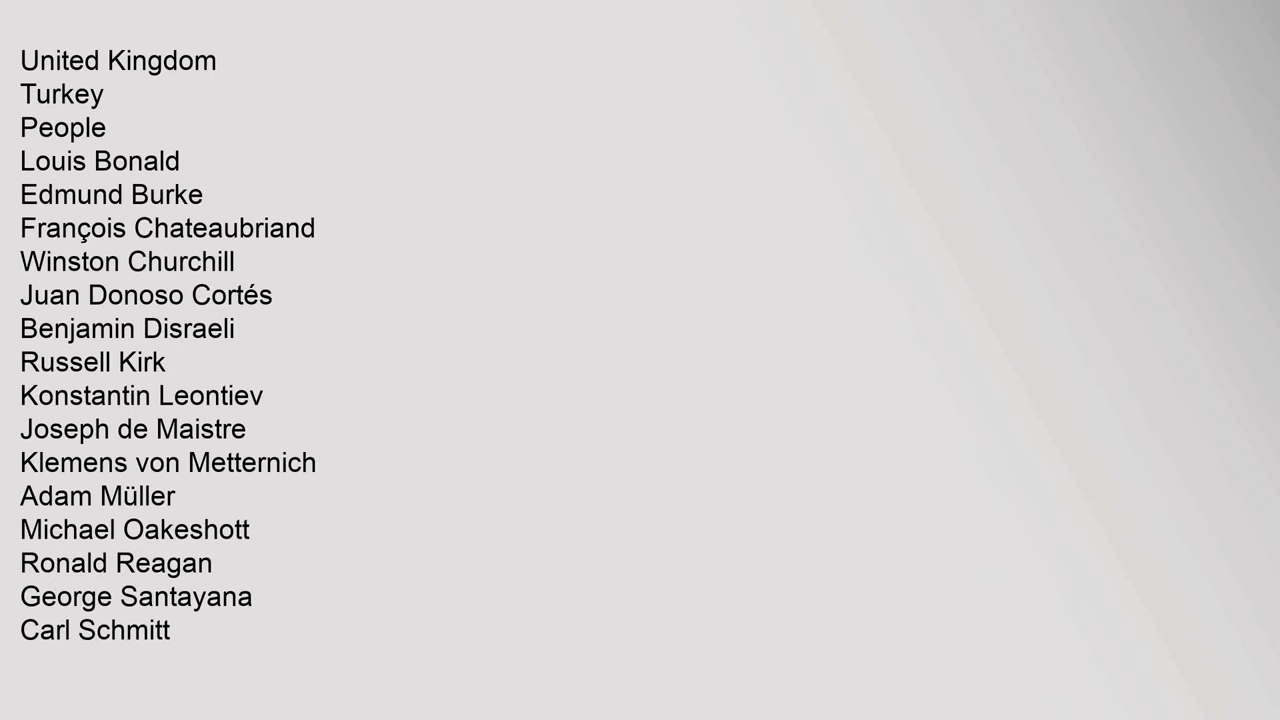 United Kingdom
Turkey
People
Louis Bonald
Edmund Burke
François Chateaubriand
Winston Churchill
Juan Donoso Cortés
Benjamin Disraeli
Russell Kirk
Konstantin Leontiev
Joseph de Maistre
Klemens von Metternich
Adam Müller
Michael Oakeshott
Ronald Reagan
George Santayana
Carl Schmitt